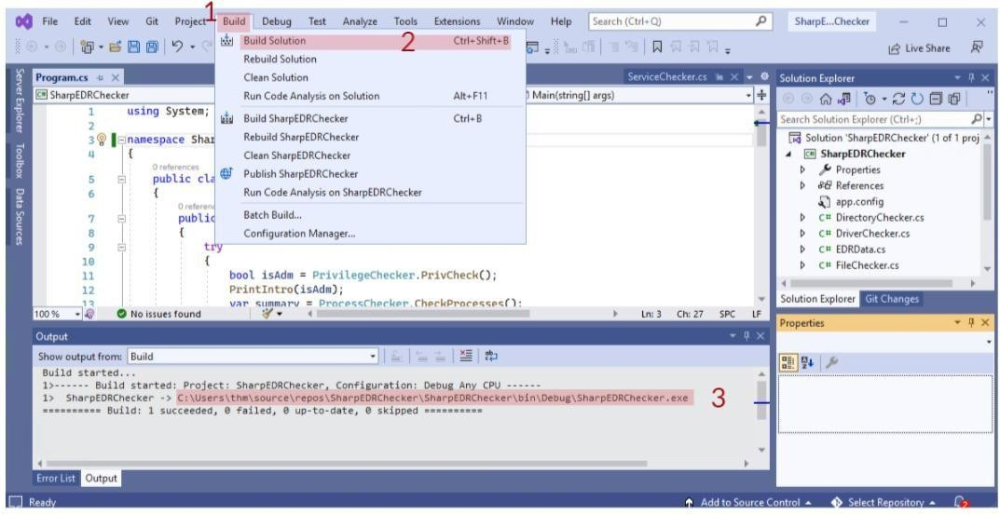 1
File Edit View Git Project Build Debug Test Analyze Tools Extensions Window Help Search (Ctrl+Q) SharpE...Checker
Live Share
Build Solution 2 Ctrl+Shift+B
Rebuild Solution
Clean Solution
Run Code Analysis on Solution Alt+F11
Build SharpEDRChecker Ctrl+B
Rebuild SharpEDRChecker
Clean SharpEDRChecker
Publish SharpEDRChecker
Run Code Analysis on SharpEDRChecker
Batch Build...
Configuration Manager...
Server Explorer
Toolbox
Data Sources
Program.cs
ServiceChecker.cs
C# SharpEDRChecker
Main(string[] args)
1 using System;
2
3 namespace Shar
4 {
0 references
5 public cla
6 {
0 referen
7 public
8 {
9 try
10 {
11 bool isAdm = PrivilegeChecker.PrivCheck();
12 PrintIntro(isAdm);
13 var summary = ProcessChecker.CheckProcesses();
100 % No issues found Ln: 3 Ch: 27 SPC LF
Solution Explorer
Search Solution Explorer (Ctrl+;)
Solution 'SharpEDRChecker' (1 of 1 proj
C# SharpEDRChecker
Properties
References
app.config
C# DirectoryChecker.cs
C# DriverChecker.cs
C# EDRData.cs
C# FileChecker.cs
Solution Explorer Git Changes
Properties
Output
Show output from: Build
Build started...
1>------ Build started: Project: SharpEDRChecker, Configuration: Debug Any CPU ------
1> SharpEDRChecker -> C:\Users\thm\source\repos\SharpEDRChecker\SharpEDRChecker\bin\Debug\SharpEDRChecker.exe 3
========== Build: 1 succeeded, 0 failed, 0 up-to-date, 0 skipped ==========
Error List Output
Ready Add to Source Control Select Repository 2